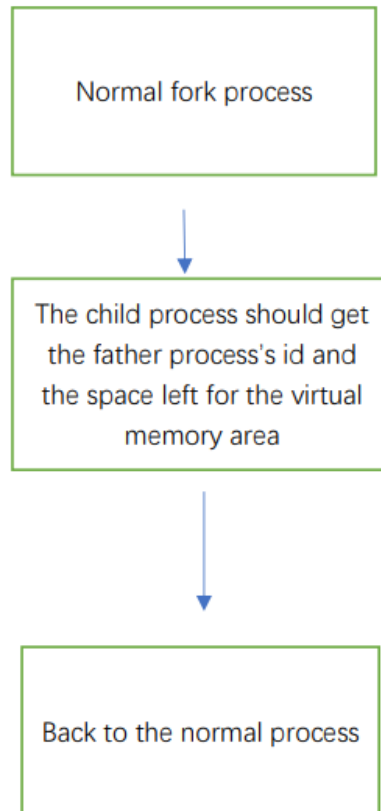 Normal fork process
The child process should get
the father process's id and
the space left for the virtual
memory area
Back to the normal process